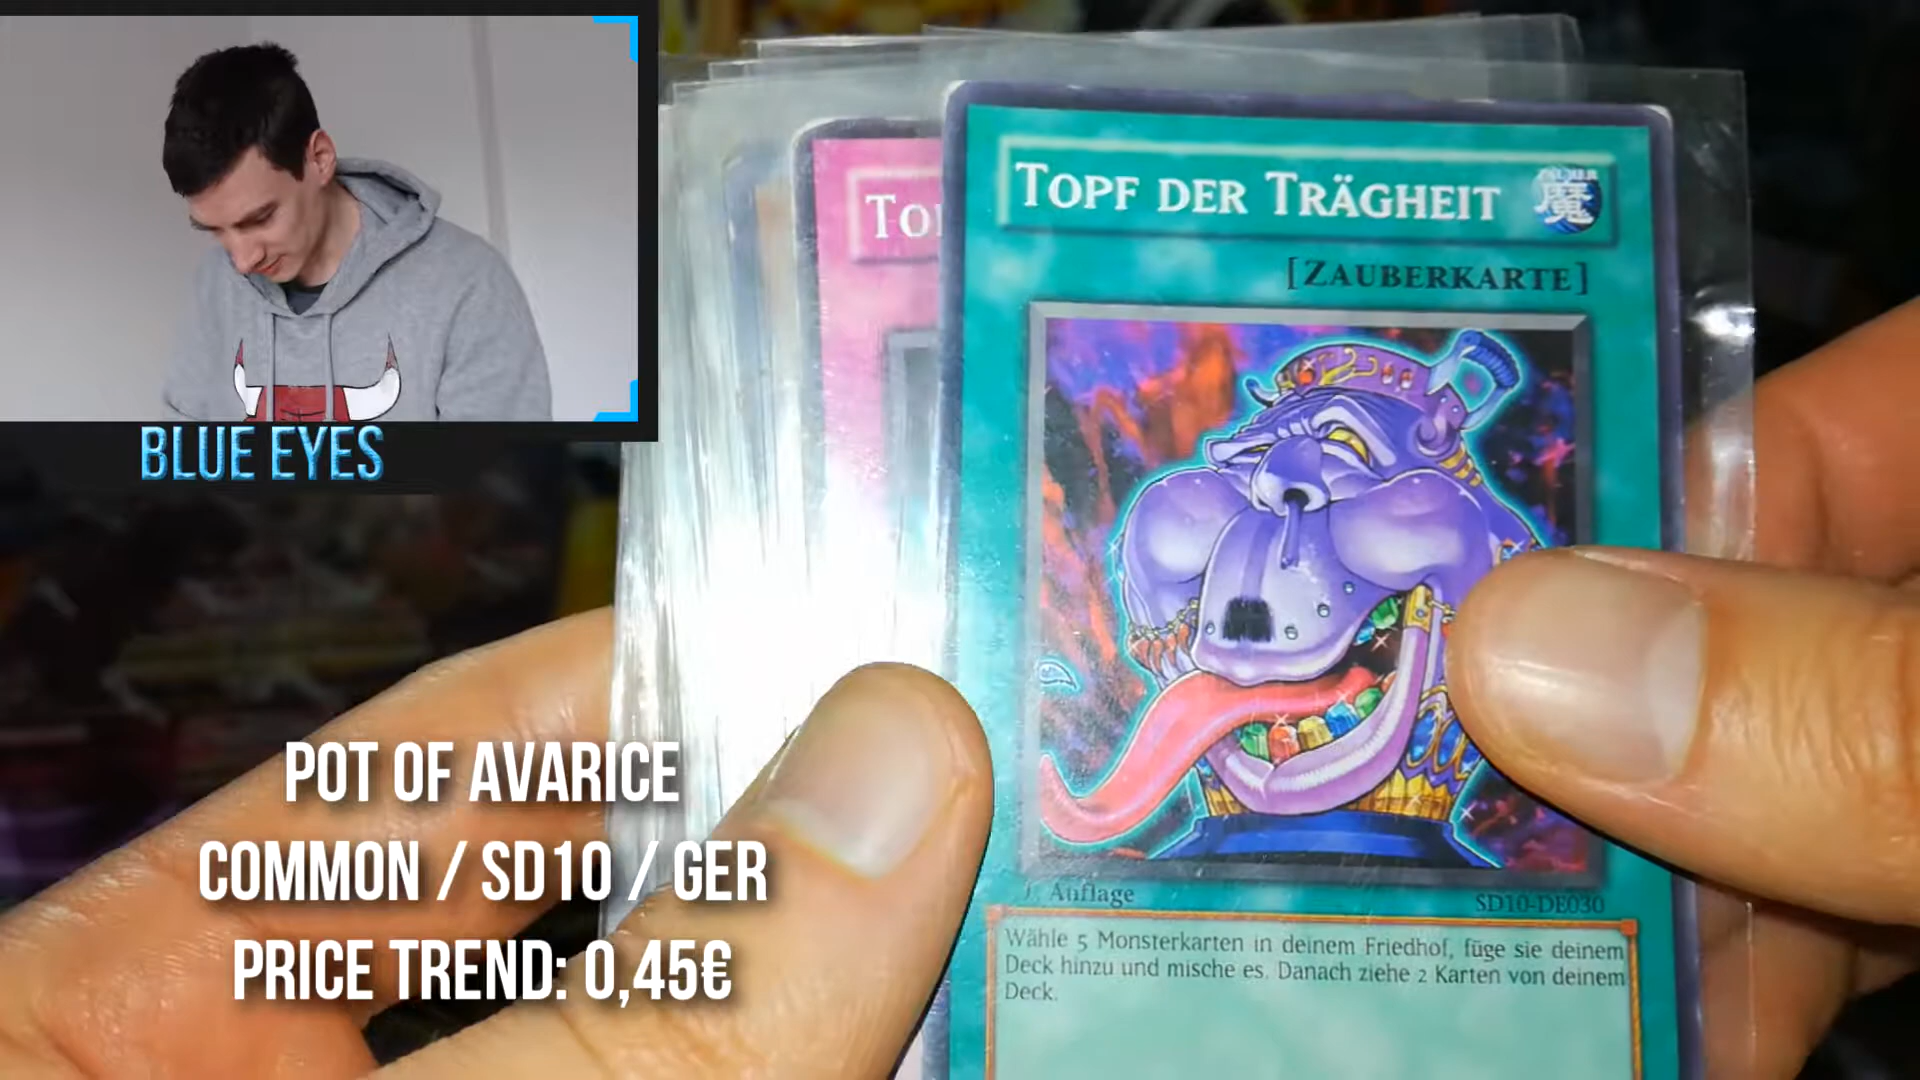 BLUE EYES
POT OF AVARICE
COMMON / SD10 / GER
PRICE TREND: 0,45€
TOPF DER TRÄGHEIT
魔
[ZAUBERKARTE]
1. Auflage
SD10-DE030
Wähle 5 Monsterkarten in deinem Friedhof, füge sie deinem
Deck hinzu und mische es. Danach ziehe 2 Karten von deinem
Deck.